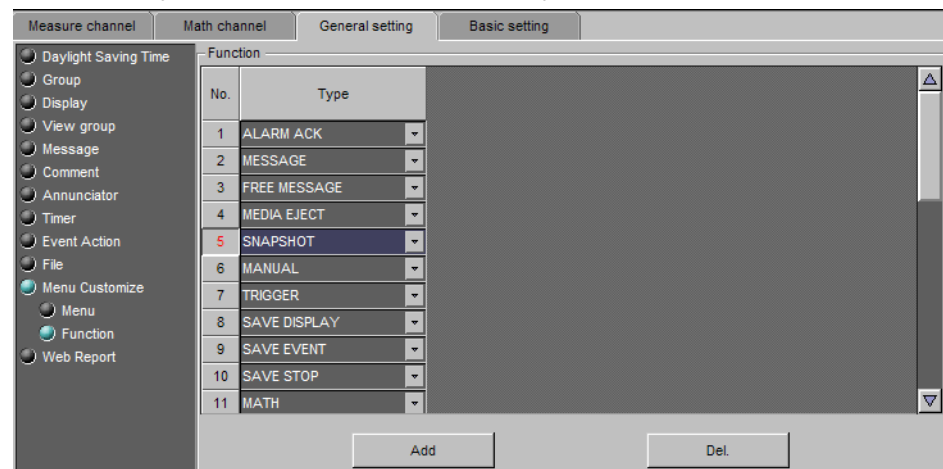 Measure channel Math channel General setting Basic setting
Daylight Saving Time
Group
Display
View group
Message
Comment
Annunciator
Timer
Event Action
File
Menu Customize
Menu
Function
Web Report
Function
No. Type
1 ALARM ACK
2 MESSAGE
3 FREE MESSAGE
4 MEDIA EJECT
5 SNAPSHOT
6 MANUAL
7 TRIGGER
8 SAVE DISPLAY
9 SAVE EVENT
10 SAVE STOP
11 MATH
Add Del.